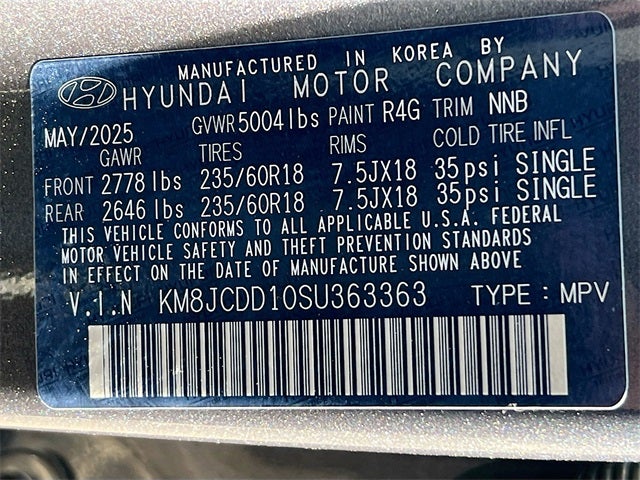 MANUFACTURED IN KOREA BY
HYUNDAI MOTOR COMPANY
MAY/2025 GVWR 5004lbs PAINT R4G TRIM NNB
GAWR TIRES RIMS COLD TIRE INFL
FRONT 2778 lbs 235/60R18 7.5JX18 35psi SINGLE
REAR 2646 lbs 235/60R18 7.5JX18 35psi SINGLE
THIS VEHICLE CONFORMS TO ALL APPLICABLE U.S.A. FEDERAL
MOTOR VEHICLE SAFETY AND THEFT PREVENTION STANDARDS
IN EFFECT ON THE DATE OF MANUFACTURE SHOWN ABOVE
V.I.N KM8JCDD10SU363363 TYPE : MPV